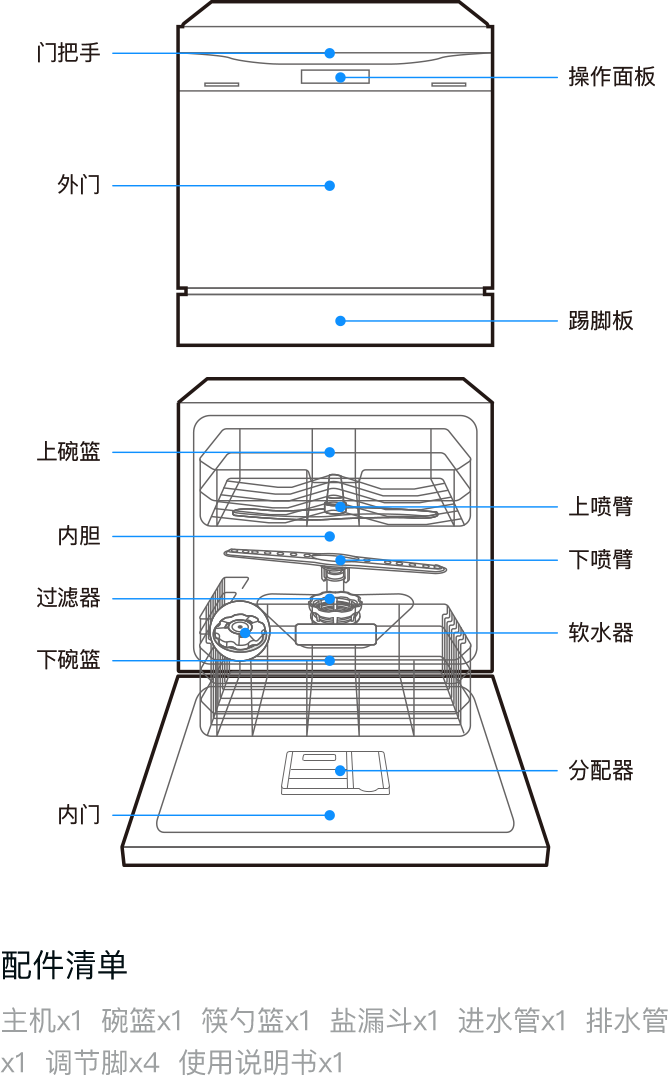 门把手
操作面板
外门
踢脚板
上碗篮
上喷臂
内胆
下喷臂
过滤器
软水器
下碗篮
分配器
内门
配件清单
主机x1 碗篮x1 筷勺篮x1 盐漏斗x1 进水管x1 排水管
x1 调节脚x4 使用说明书x1